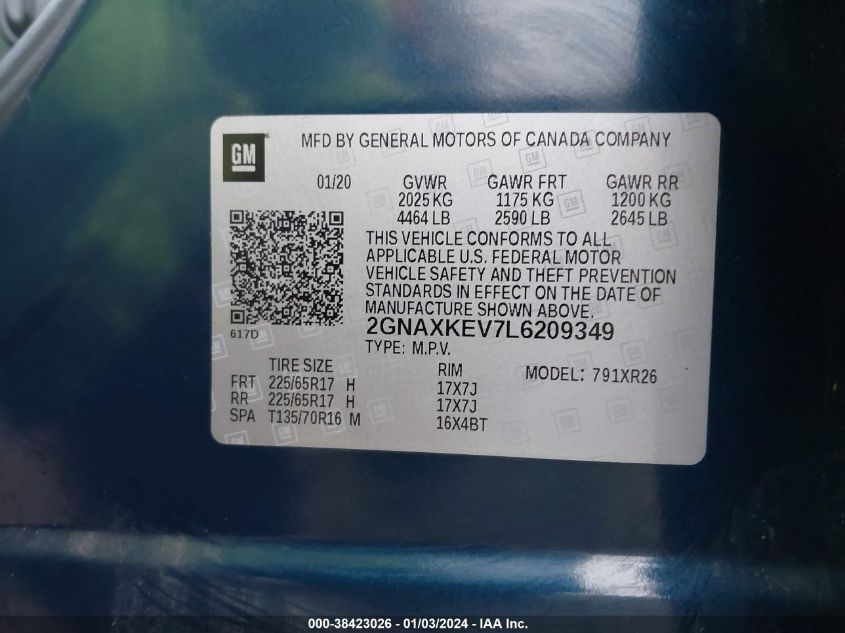 GM
MFD BY GENERAL MOTORS OF CANADA COMPANY
01/20 GVWR GAWR FRT GAWR RR
2025 KG 1175 KG 1200 KG
4464 LB 2590 LB 2645 LB
THIS VEHICLE CONFORMS TO ALL
APPLICABLE U.S. FEDERAL MOTOR
VEHICLE SAFETY AND THEFT PREVENTION
STANDARDS IN EFFECT ON THE DATE OF
MANUFACTURE SHOWN ABOVE.
617D
2GNAXKEV7L6209349
TYPE: M.P.V.
TIRE SIZE RIM MODEL: 791XR26
FRT 225/65R17 H 17X7J
RR 225/65R17 H 17X7J
SPA T135/70R16 M 16X4BT
000-38423026 - 01/03/2024 - IAA Inc.